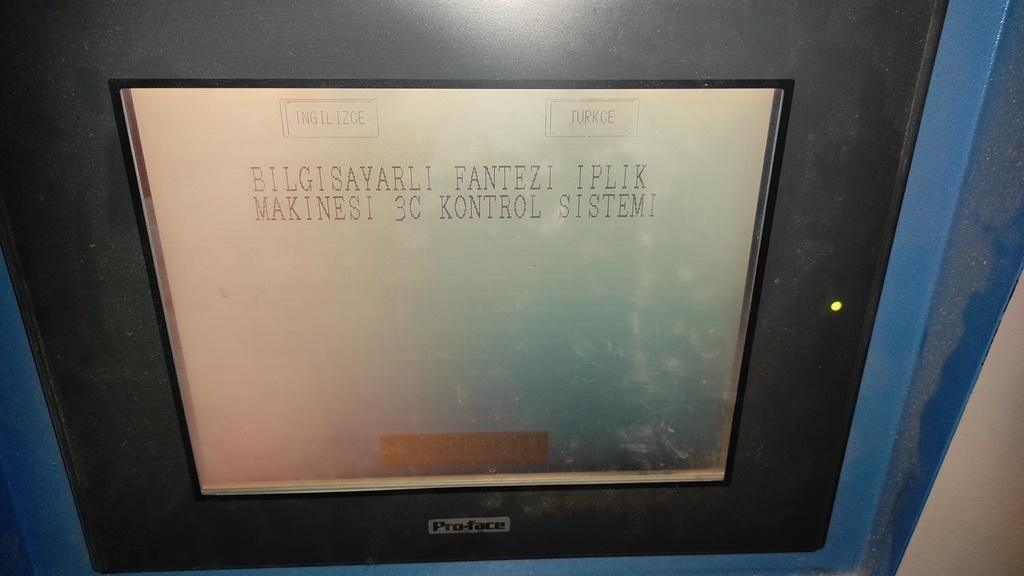 INGILIZCE
TURKCE
BILGISAYARLI FANTEZI IPLIK
MAKINESI 3C KONTROL SISTEMI
Pro-face